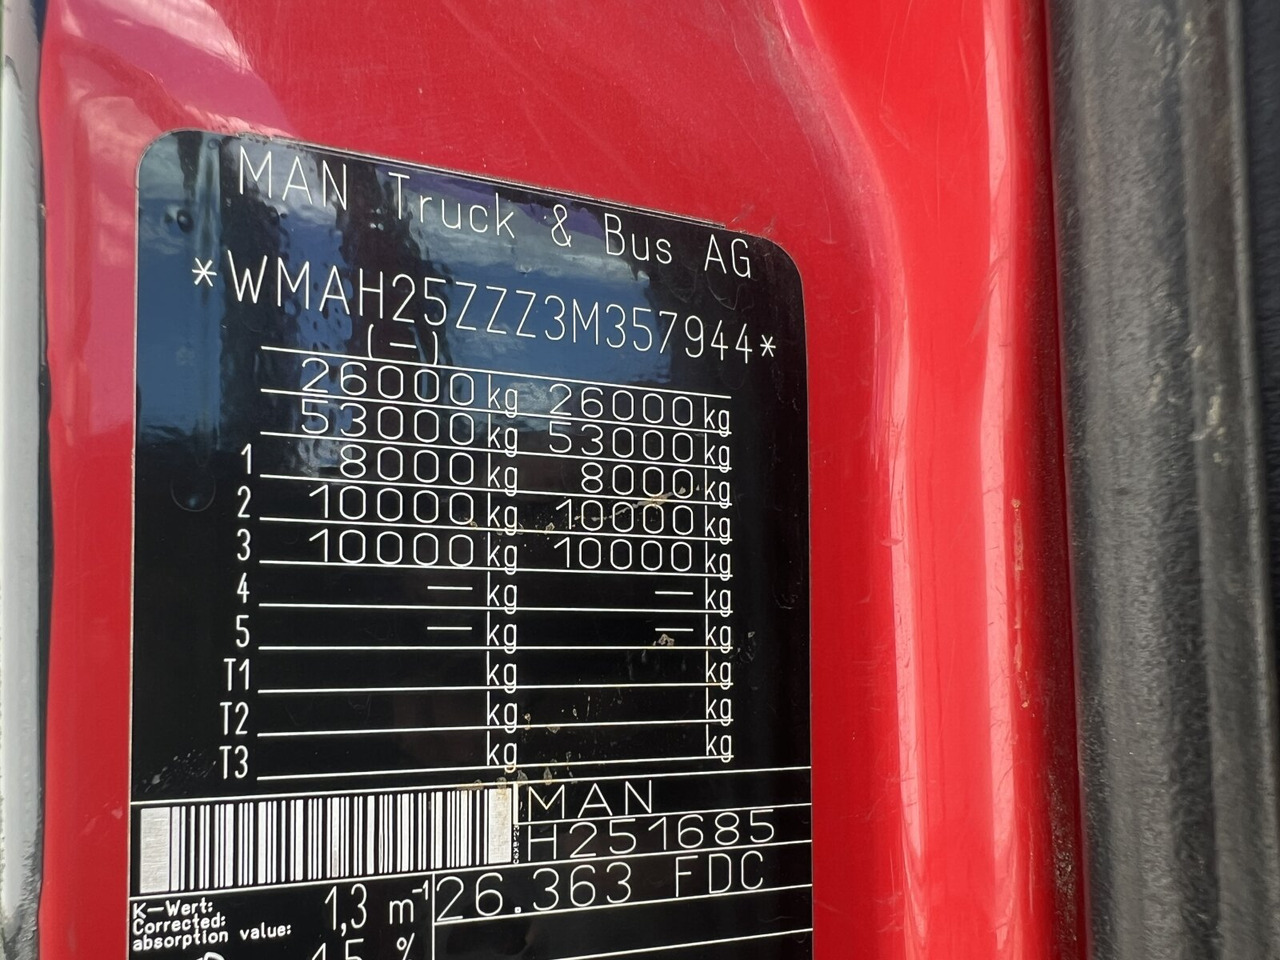 MAN Truck & Bus AG
*WMAH25ZZZ3M357944*
(—)
26000 kg 26000 kg
53000 kg 53000 kg
1 8000 kg 8000 kg
2 10000 kg 10000 kg
3 10000 kg 10000 kg
4 — kg — kg
5 — kg — kg
T1 kg kg
T2 kg kg
T3 kg kg
MAN
H251685
26.363 FDC
K-Wert:
Corrected:
absorption value:
1,3 m⁻¹
%